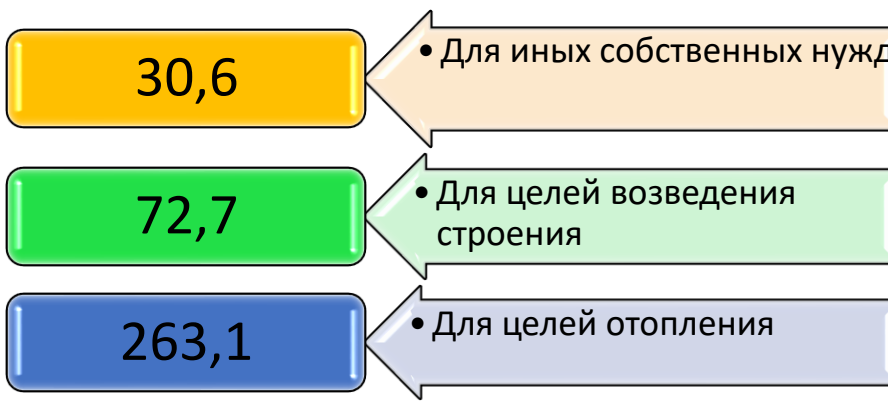 30,6
• Для иных собственных нужд
72,7
• Для целей возведения
строения
263,1
• Для целей отопления